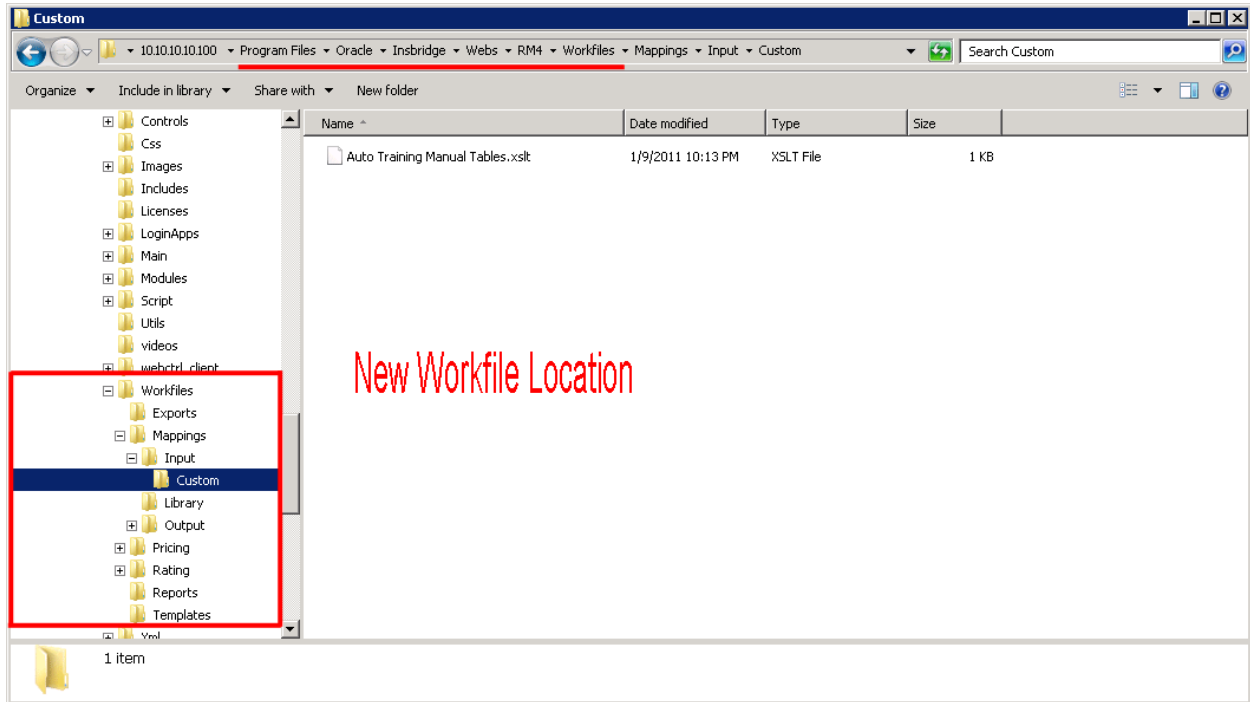 Custom
10.10.10.10.100 Program Files Oracle Insbridge Webs RM4 Workfiles Mappings Input Custom Search Custom
Organize Include in library Share with New folder
Name Date modified Type Size
Auto Training Manual Tables.xslt 1/9/2011 10:13 PM XSLT File 1 KB
Controls
Css
Images
Includes
Licenses
LoginApps
Main
Modules
Script
Utils
videos
webctrl_client
Workfiles
Exports
Mappings
Input
Custom
Library
Output
Pricing
Rating
Reports
Templates
Xml
New Workfile Location
1 item